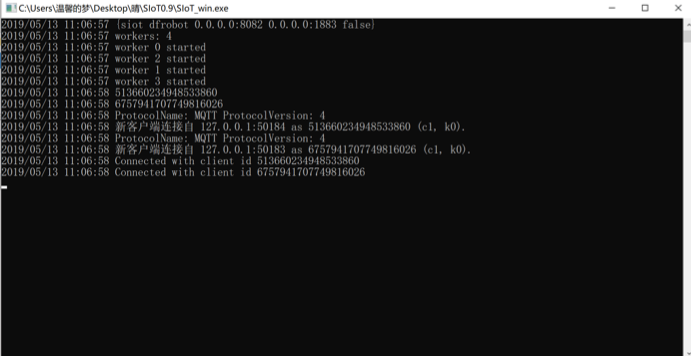 C:\Users\温馨的梦\Desktop\晴\SIoT0.9\SIoT_win.exe
2019/05/13 11:06:57 {siot dfrobot 0.0.0.0:8082 0.0.0.0:1883 false}
2019/05/13 11:06:57 workers: 4
2019/05/13 11:06:57 worker 0 started
2019/05/13 11:06:57 worker 2 started
2019/05/13 11:06:57 worker 1 started
2019/05/13 11:06:57 worker 3 started
2019/05/13 11:06:58 513660234948533860
2019/05/13 11:06:58 6757941707749816026
2019/05/13 11:06:58 ProtocolName: MQTT ProtocolVersion: 4
2019/05/13 11:06:58 新客户端连接自 127.0.0.1:50184 as 513660234948533860 (c1, k0).
2019/05/13 11:06:58 ProtocolName: MQTT ProtocolVersion: 4
2019/05/13 11:06:58 新客户端连接自 127.0.0.1:50183 as 6757941707749816026 (c1, k0).
2019/05/13 11:06:58 Connected with client id 513660234948533860
2019/05/13 11:06:58 Connected with client id 6757941707749816026